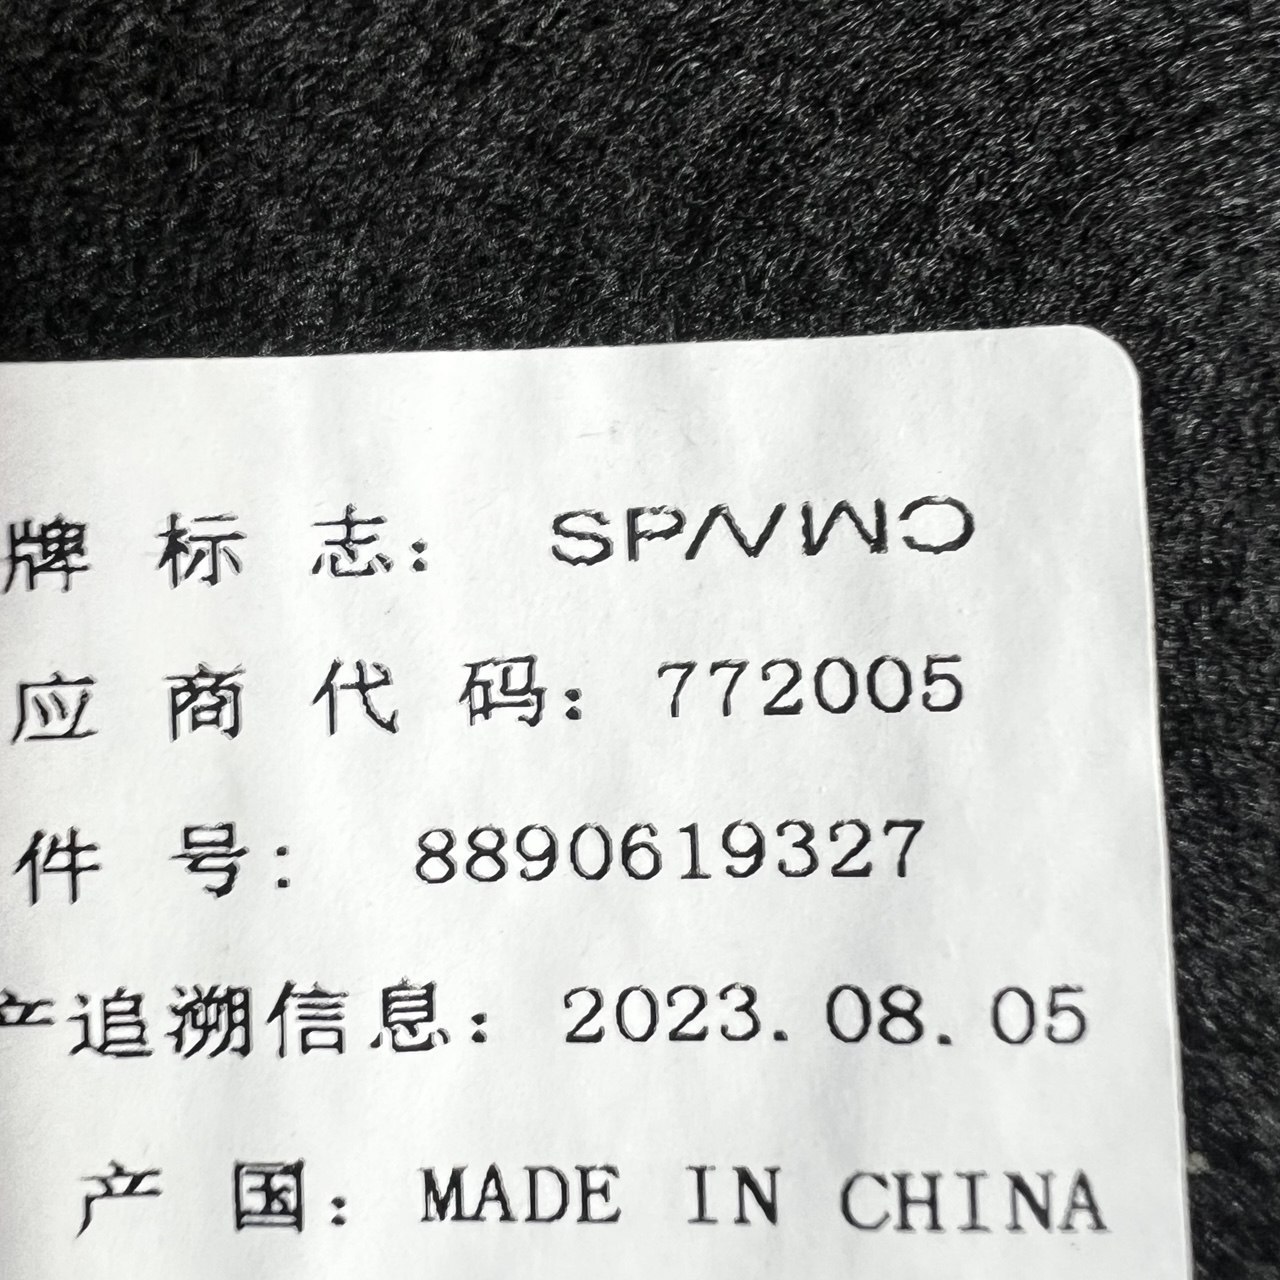 牌标志：
应商代码：772005
件号：8890619327
产追溯信息：2023.08.05
产国：MADE IN CHINA